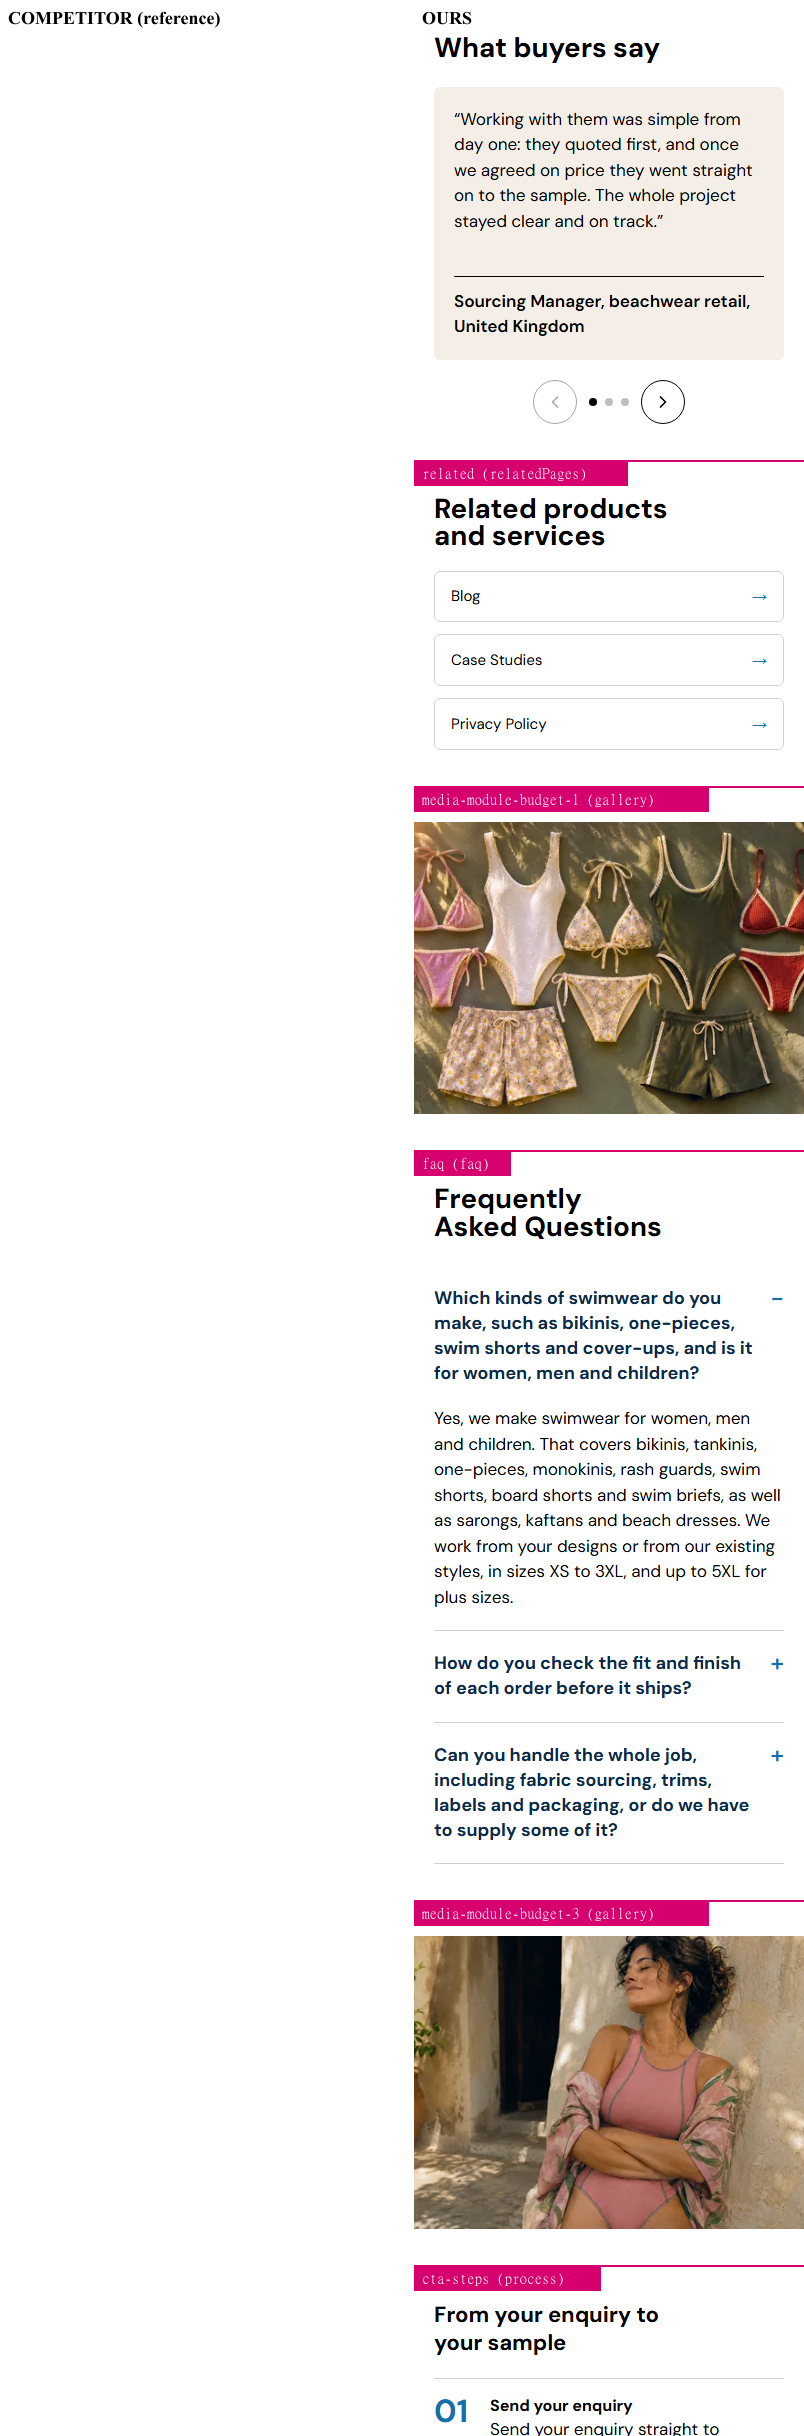 COMPETITOR (reference)
OURS
What buyers say
“Working with them was simple from
day one: they quoted first, and once
we agreed on price they went straight
on to the sample. The whole project
stayed clear and on track.”
Sourcing Manager, beachwear retail,
United Kingdom
related (relatedPages)
Related products
and services
Blog →
Case Studies →
Privacy Policy →
media-module-budget-1 (gallery)
faq (faq)
Frequently
Asked Questions
Which kinds of swimwear do you −
make, such as bikinis, one-pieces,
swim shorts and cover-ups, and is it
for women, men and children?
Yes, we make swimwear for women, men
and children. That covers bikinis, tankinis,
one-pieces, monokinis, rash guards, swim
shorts, board shorts and swim briefs, as well
as sarongs, kaftans and beach dresses. We
work from your designs or from our existing
styles, in sizes XS to 3XL, and up to 5XL for
plus sizes.
How do you check the fit and finish +
of each order before it ships?
Can you handle the whole job, +
including fabric sourcing, trims,
labels and packaging, or do we have
to supply some of it?
media-module-budget-3 (gallery)
cta-steps (process)
From your enquiry to
your sample
01 Send your enquiry
Send your enquiry straight to